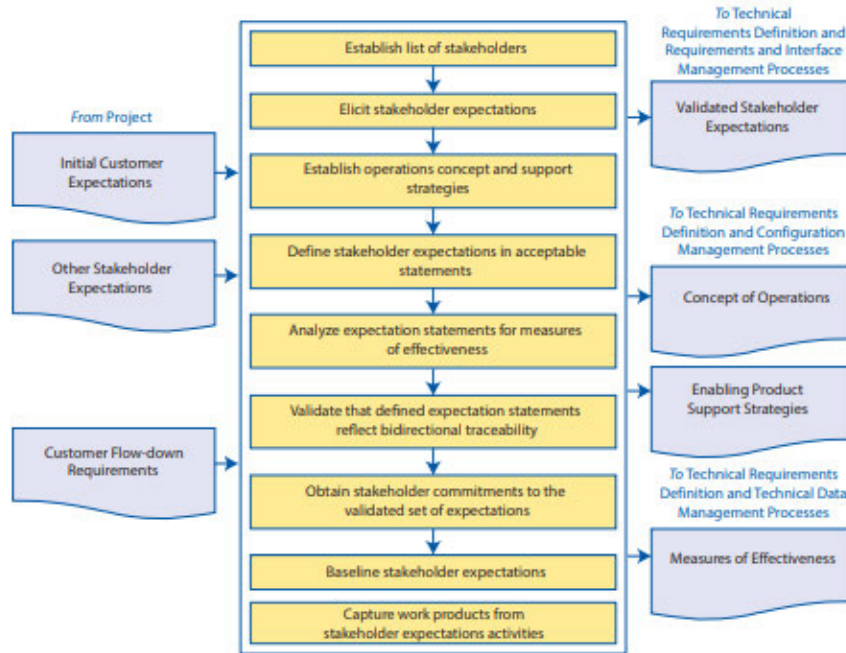 From Project
Initial Customer
Expectations
Other Stakeholder
Expectations
Customer Flow-down
Requirements
Establish list of stakeholders
Elicit stakeholder expectations
Establish operations concept and support
strategies
Define stakeholder expectations in acceptable
statements
Analyze expectation statements for measures
of effectiveness
Validate that defined expectation statements
reflect bidirectional traceability
Obtain stakeholder commitments to the
validated set of expectations
Baseline stakeholder expectations
Capture work products from
stakeholder expectations activities
To Technical
Requirements Definition and
Requirements and Interface
Management Processes
Validated Stakeholder
Expectations
To Technical Requirements
Definition and Configuration
Management Processes
Concept of Operations
Enabling Product
Support Strategies
To Technical Requirements
Definition and Technical Data
Management Processes
Measures of Effectiveness